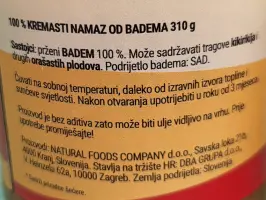 100 % KREMASTI NAMAZ OD BADEMA 310 g
Sastojci: prženi BADEM 100 %. Može sadržavati tragove kikirikija i
drugih orašastih plodova. Podrijetlo badema: SAD.
Čuvati na sobnoj temperaturi, daleko od izravnih izvora topline i
sunčeve svjetlosti. Nakon otvaranja upotrijebiti u roku od 3 mjeseca.
Proizvod je bez aditiva zato može biti ulje vidljivo na vrhu. Prije
upotrebe promiješajte!
Proizvod: NATURAL FOODS COMPANY d.o.o., Savska loka
4000 Kranj, Slovenija. Stavlja na tržište HR: DBA GRUPA d.o.o.,
V. Heinzela 62a, 10000 Zagreb. Zemlja podrijetla: Slovenija.